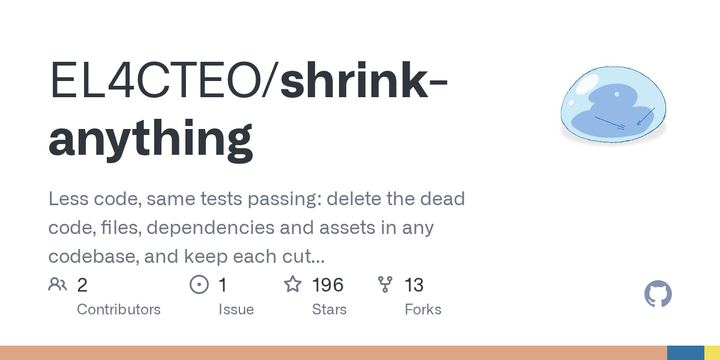 EL4CTEO/shrink-
anything
Less code, same tests passing: delete the dead
code, files, dependencies and assets in any
codebase, and keep each cut...
2 1 196 13
Contributors Issue Stars Forks